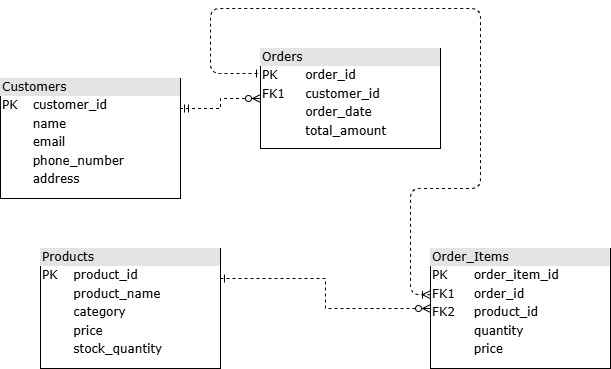 Orders
PK order_id
FK1 customer_id
order_date
total_amount
Customers
PK customer_id
name
email
phone_number
address
Products
PK product_id
product_name
category
price
stock_quantity
Order_Items
PK order_item_id
FK1 order_id
FK2 product_id
quantity
price